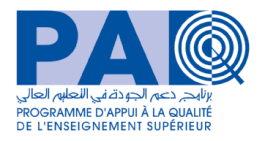 PAQ
برنامج دعم الجودة في التعليم العالي
PROGRAMME D'APPUI À LA QUALITÉ
DE L'ENSEIGNEMENT SUPÉRIEUR